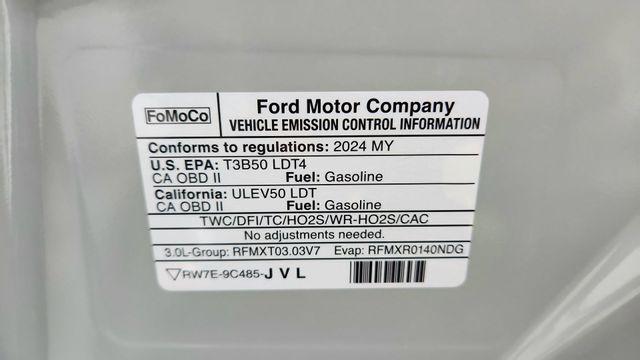 FoMoCo
Ford Motor Company
VEHICLE EMISSION CONTROL INFORMATION
Conforms to regulations: 2024 MY
U.S. EPA: T3B50 LDT4
CA OBD II Fuel: Gasoline
California: ULEV50 LDT
CA OBD II Fuel: Gasoline
TWC/DFI/TC/HO2S/WR-HO2S/CAC
No adjustments needed.
3.0L-Group: RFMXT03.03V7 Evap: RFMXR0140NDG
RW7E-9C485-J V L